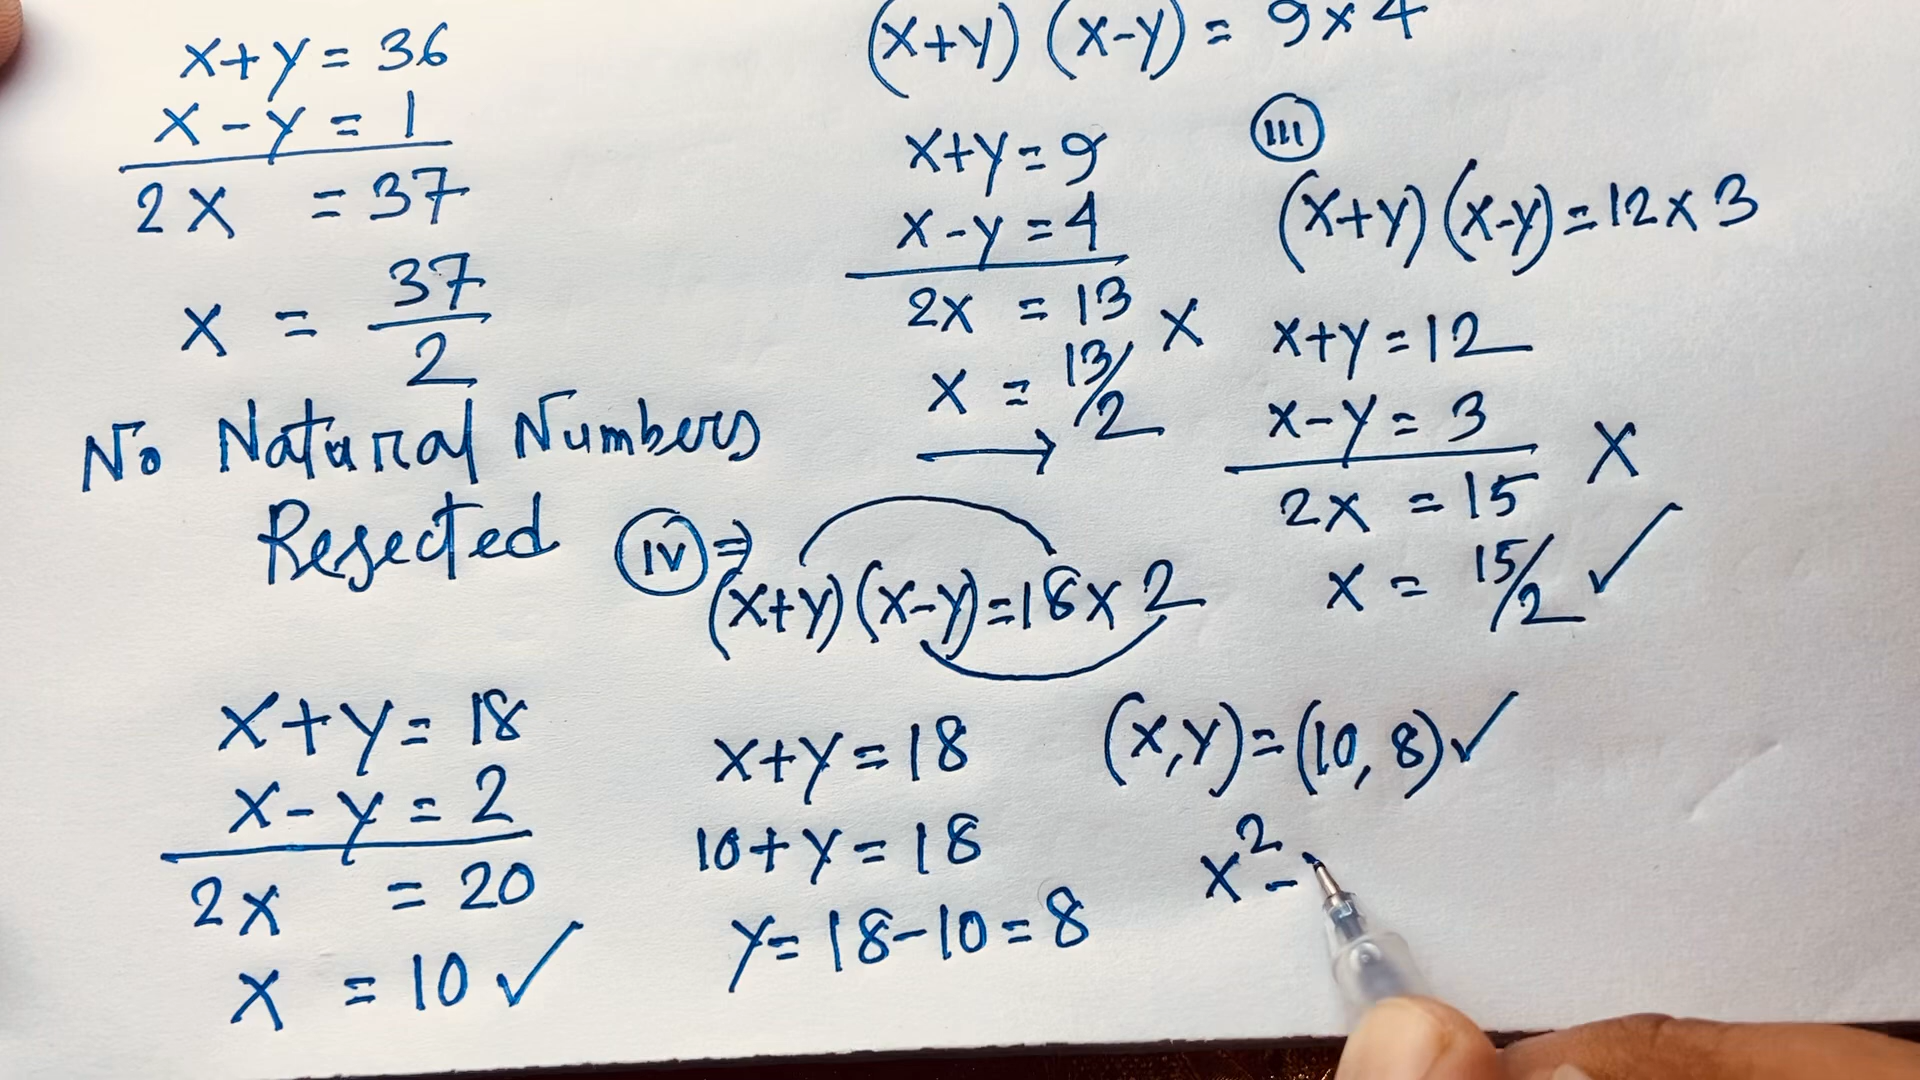 x+y = 36
x-y = 1
2x = 37
x = 37/2
No Natural Numbers
Rejected
(x+y) (x-y) = 9x4
x+y = 9
x-y = 4
2x = 13
x = 13/2 X
→
III
(x+y) (x-y) = 12x3
x+y = 12
x-y = 3
2x = 15 X
x = 15/2 ✓
IV ⇒
(x+y) (x-y) = 18x2
x+y = 18
x-y = 2
2x = 20
x = 10 ✓
x+y = 18
10+y = 18
y = 18-10 = 8
(x,y) = (10, 8) ✓
x² -